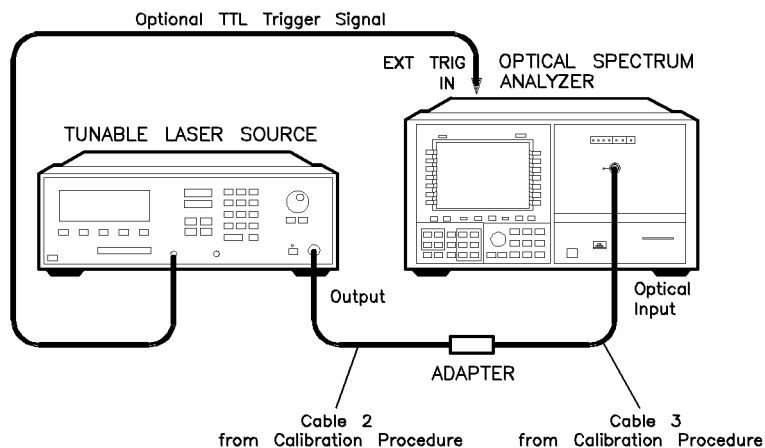 Optional TTL Trigger Signal
EXT TRIG
IN
OPTICAL SPECTRUM
ANALYZER
TUNABLE LASER SOURCE
Output
Optical
Input
ADAPTER
Cable 2
from Calibration Procedure
Cable 3
from Calibration Procedure